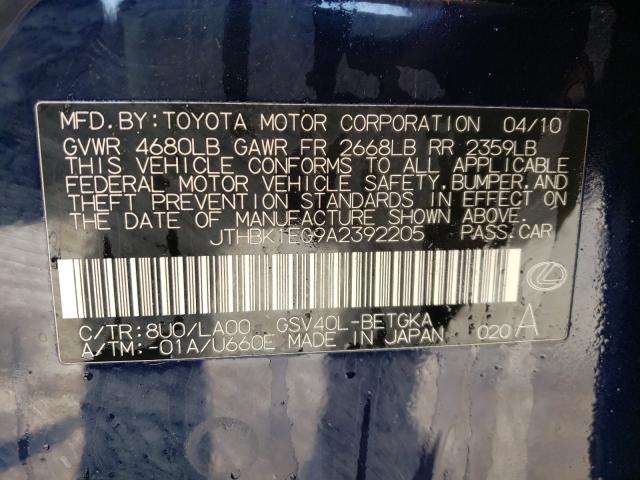 MFD. BY: TOYOTA MOTOR CORPORATION 04/10
GVWR 4680LB GAWR FR 2668LB RR 2359LB
THIS VEHICLE CONFORMS TO ALL APPLICABLE
FEDERAL MOTOR VEHICLE SAFETY, BUMPER, AND
THEFT PREVENTION STANDARDS IN EFFECT ON
THE DATE OF MANUFACTURE SHOWN ABOVE.
JTHBK1EG9A2392205 PASS. CAR
C/TR: 8U0/LA00 GSV40L-BETGKA
A/TM: -01A/U660E MADE IN JAPAN 020A